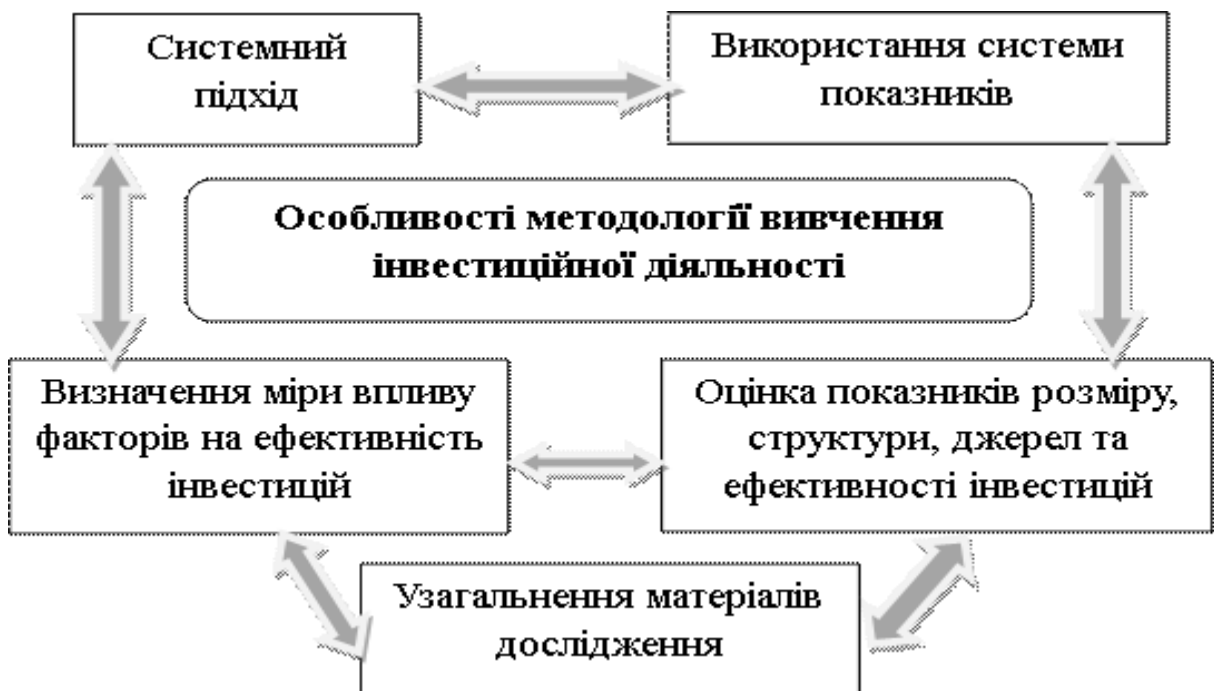 Системний
підхід
Використання системи
показників
Особливості методології вивчення
інвестиційної діяльності
Визначення міри впливу
факторів на ефективність
інвестицій
Оцінка показників розміру,
структури, джерел та
ефективності інвестицій
Узагальнення матеріалів
дослідження